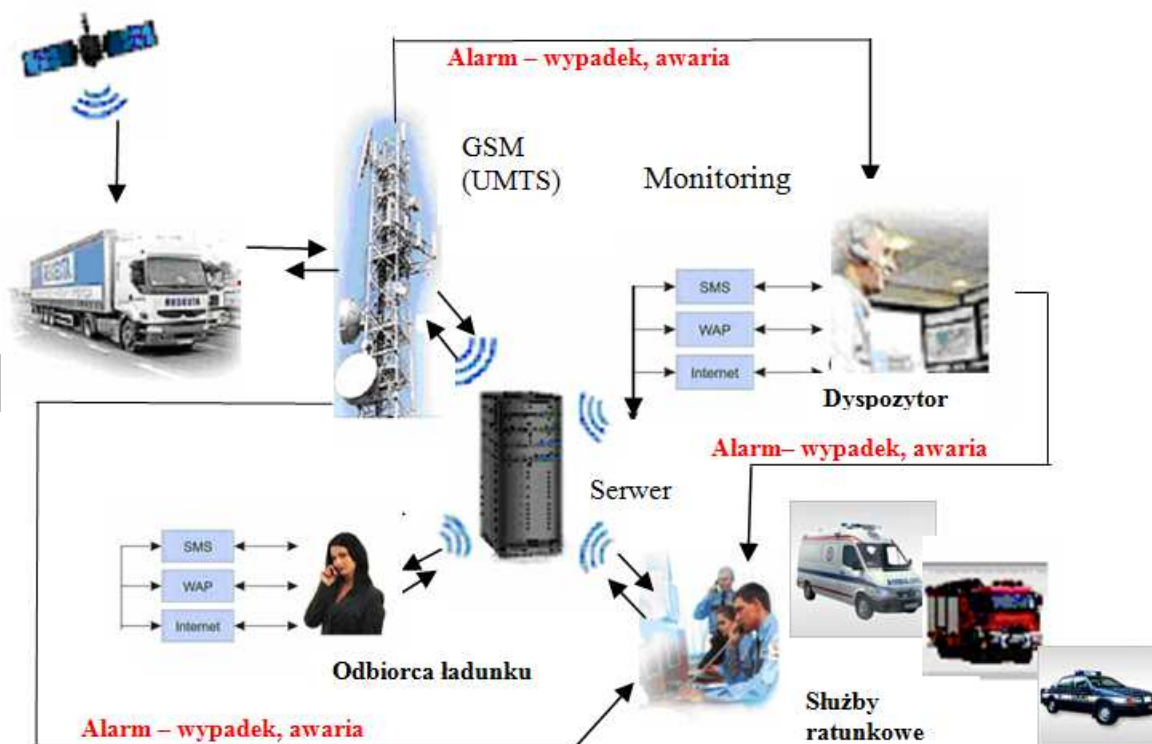 Alarm – wypadek, awaria
GSM
(UMTS)
Monitoring
SMS
WAP
Internet
Dyspozytor
Alarm– wypadek, awaria
Serwer
SMS
WAP
Internet
Odbiorca ładunku
Służby
ratunkowe
Alarm – wypadek, awaria